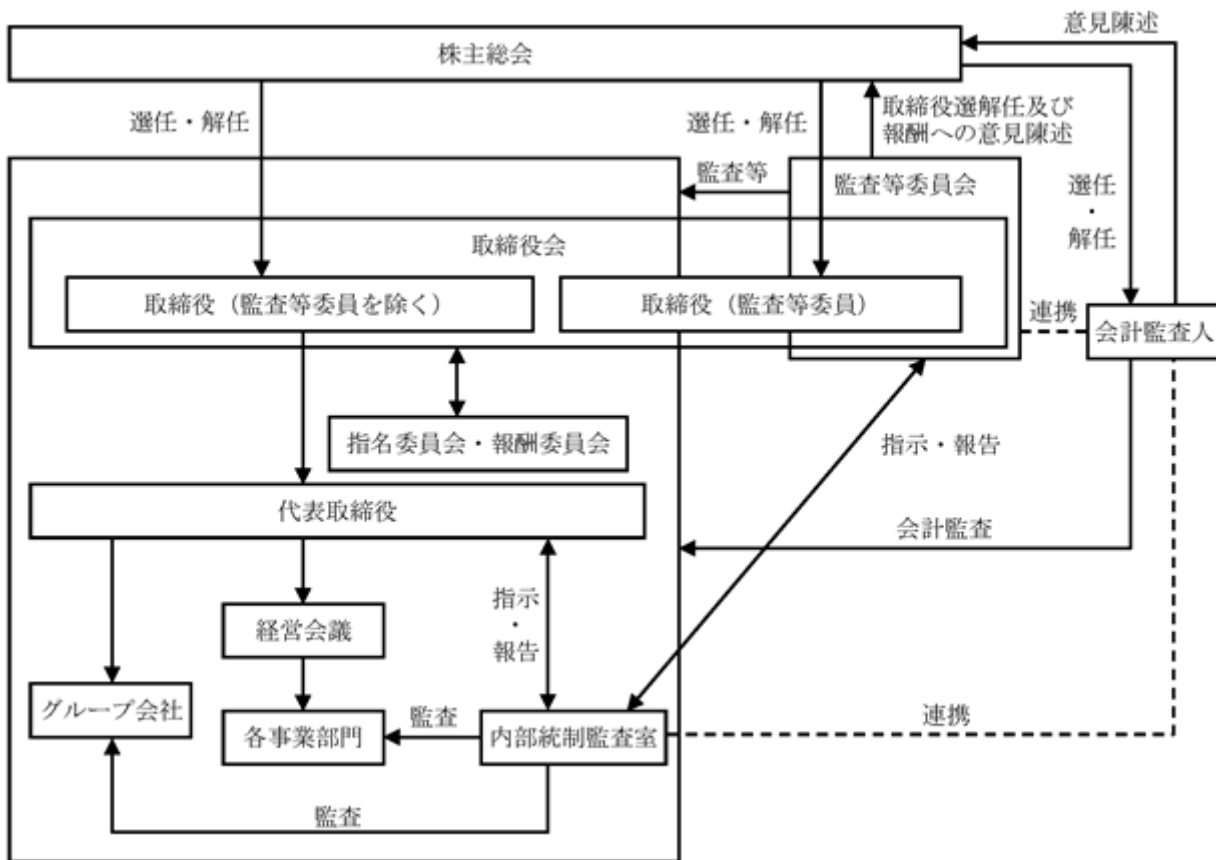 意見陳述
株主総会
選任・解任
選任・解任
取締役選解任及び
報酬への意見陳述
監査等
監査等委員会
選任
・
解任
取締役会
取締役（監査等委員を除く）
取締役（監査等委員）
連携
会計監査人
指名委員会・報酬委員会
指示・報告
代表取締役
会計監査
指示
・
報告
経営会議
グループ会社
各事業部門
監査
内部統制監査室
連携
監査